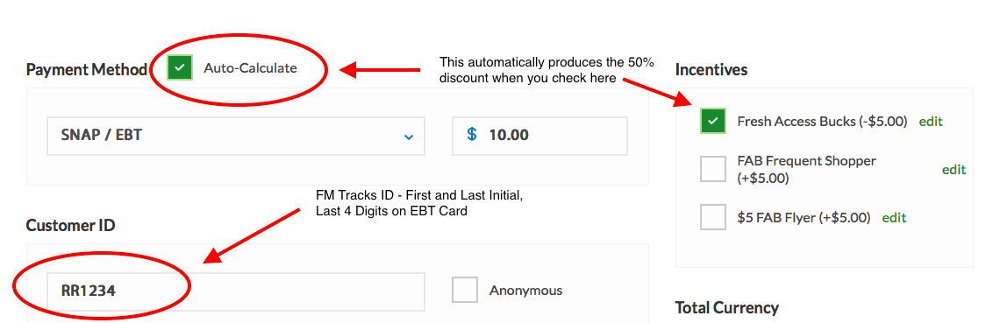 Payment Method
Auto-Calculate
This automatically produces the 50%
discount when you check here
Incentives
SNAP / EBT
$ 10.00
Fresh Access Bucks (-$5.00) edit
FAB Frequent Shopper
(+$5.00)
edit
$5 FAB Flyer (+$5.00) edit
FM Tracks ID - First and Last Initial,
Last 4 Digits on EBT Card
Customer ID
RR1234
Anonymous
Total Currency